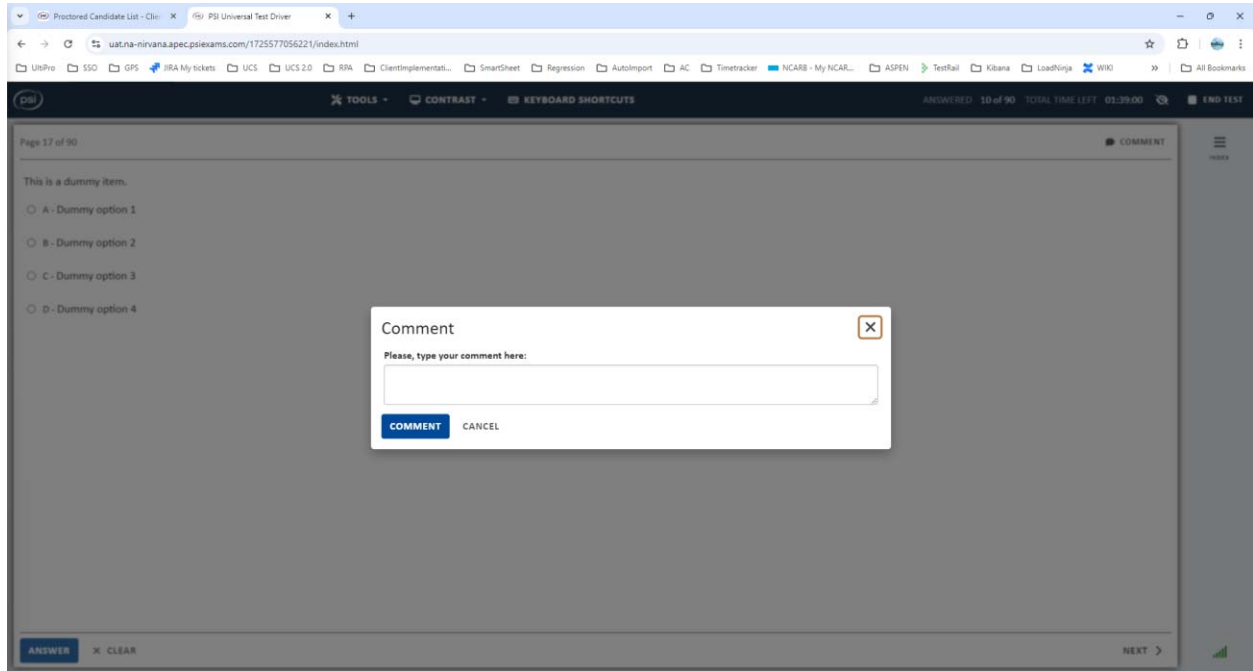 Proctored Candidate List - Clie
PSI Universal Test Driver
uat.na-nirvana.apec.psiexams.com/1725577056221/index.html
UltiPro SSO GPS JIRA My tickets UCS UCS 2.0 RPA ClientImplementati... SmartSheet Regression AutoImport AC Timetracker NCARB - My NCAR... ASPEN TestRail Kibana LoadNinja WIKI » All Bookmarks
psi TOOLS CONTRAST KEYBOARD SHORTCUTS ANSWERED 10 of 90 TOTAL TIME LEFT 01:39:00 END TEST
Page 17 of 90 COMMENT
INDEX
This is a dummy item.
A - Dummy option 1
B - Dummy option 2
C - Dummy option 3
D - Dummy option 4
Comment
Please, type your comment here:
COMMENT CANCEL
ANSWER CLEAR NEXT